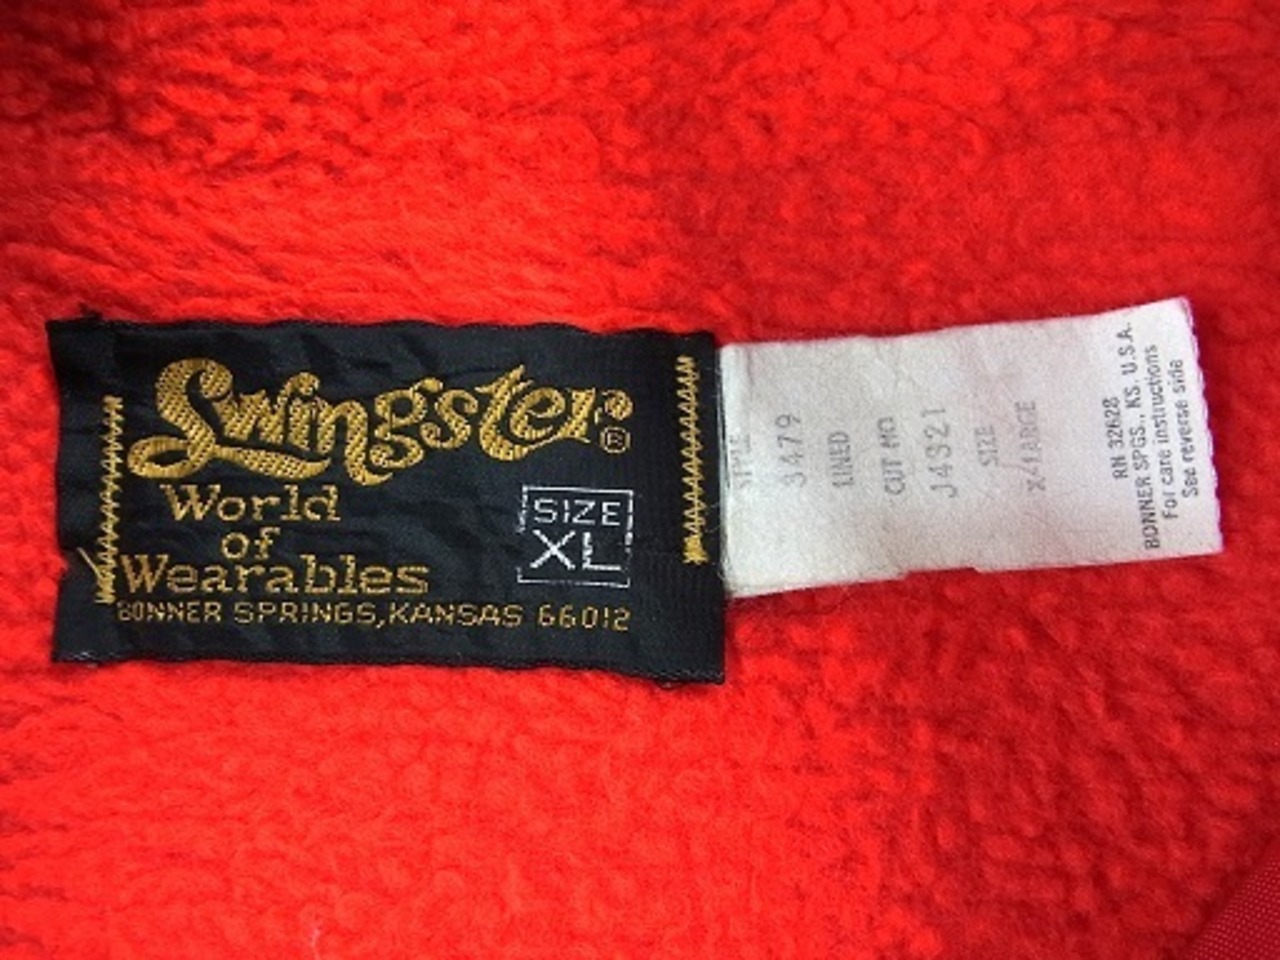 Swingster®
World
of
Wearables
SIZE
XL
BONNER SPRINGS, KANSAS 66012
STYLE
3479
LINED
CUT NO
J4321
SIZE
X-LARGE
RN 32628
BONNER SPGS., KS. U.S.A.
For care instructions
See reverse side